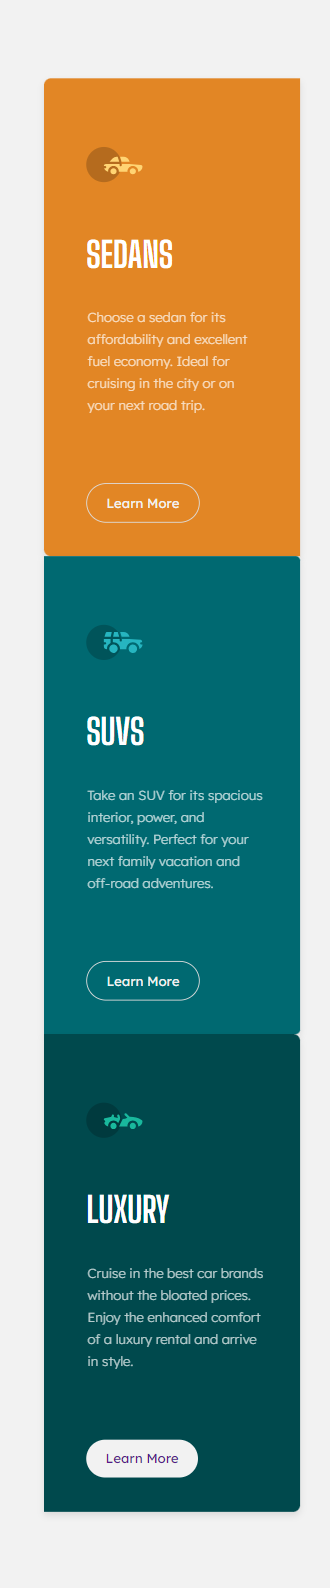 SEDANS
Choose a sedan for its
affordability and excellent
fuel economy. Ideal for
cruising in the city or on
your next road trip.
Learn More
SUVS
Take an SUV for its spacious
interior, power, and
versatility. Perfect for your
next family vacation and
off-road adventures.
Learn More
LUXURY
Cruise in the best car brands
without the bloated prices.
Enjoy the enhanced comfort
of a luxury rental and arrive
in style.
Learn More